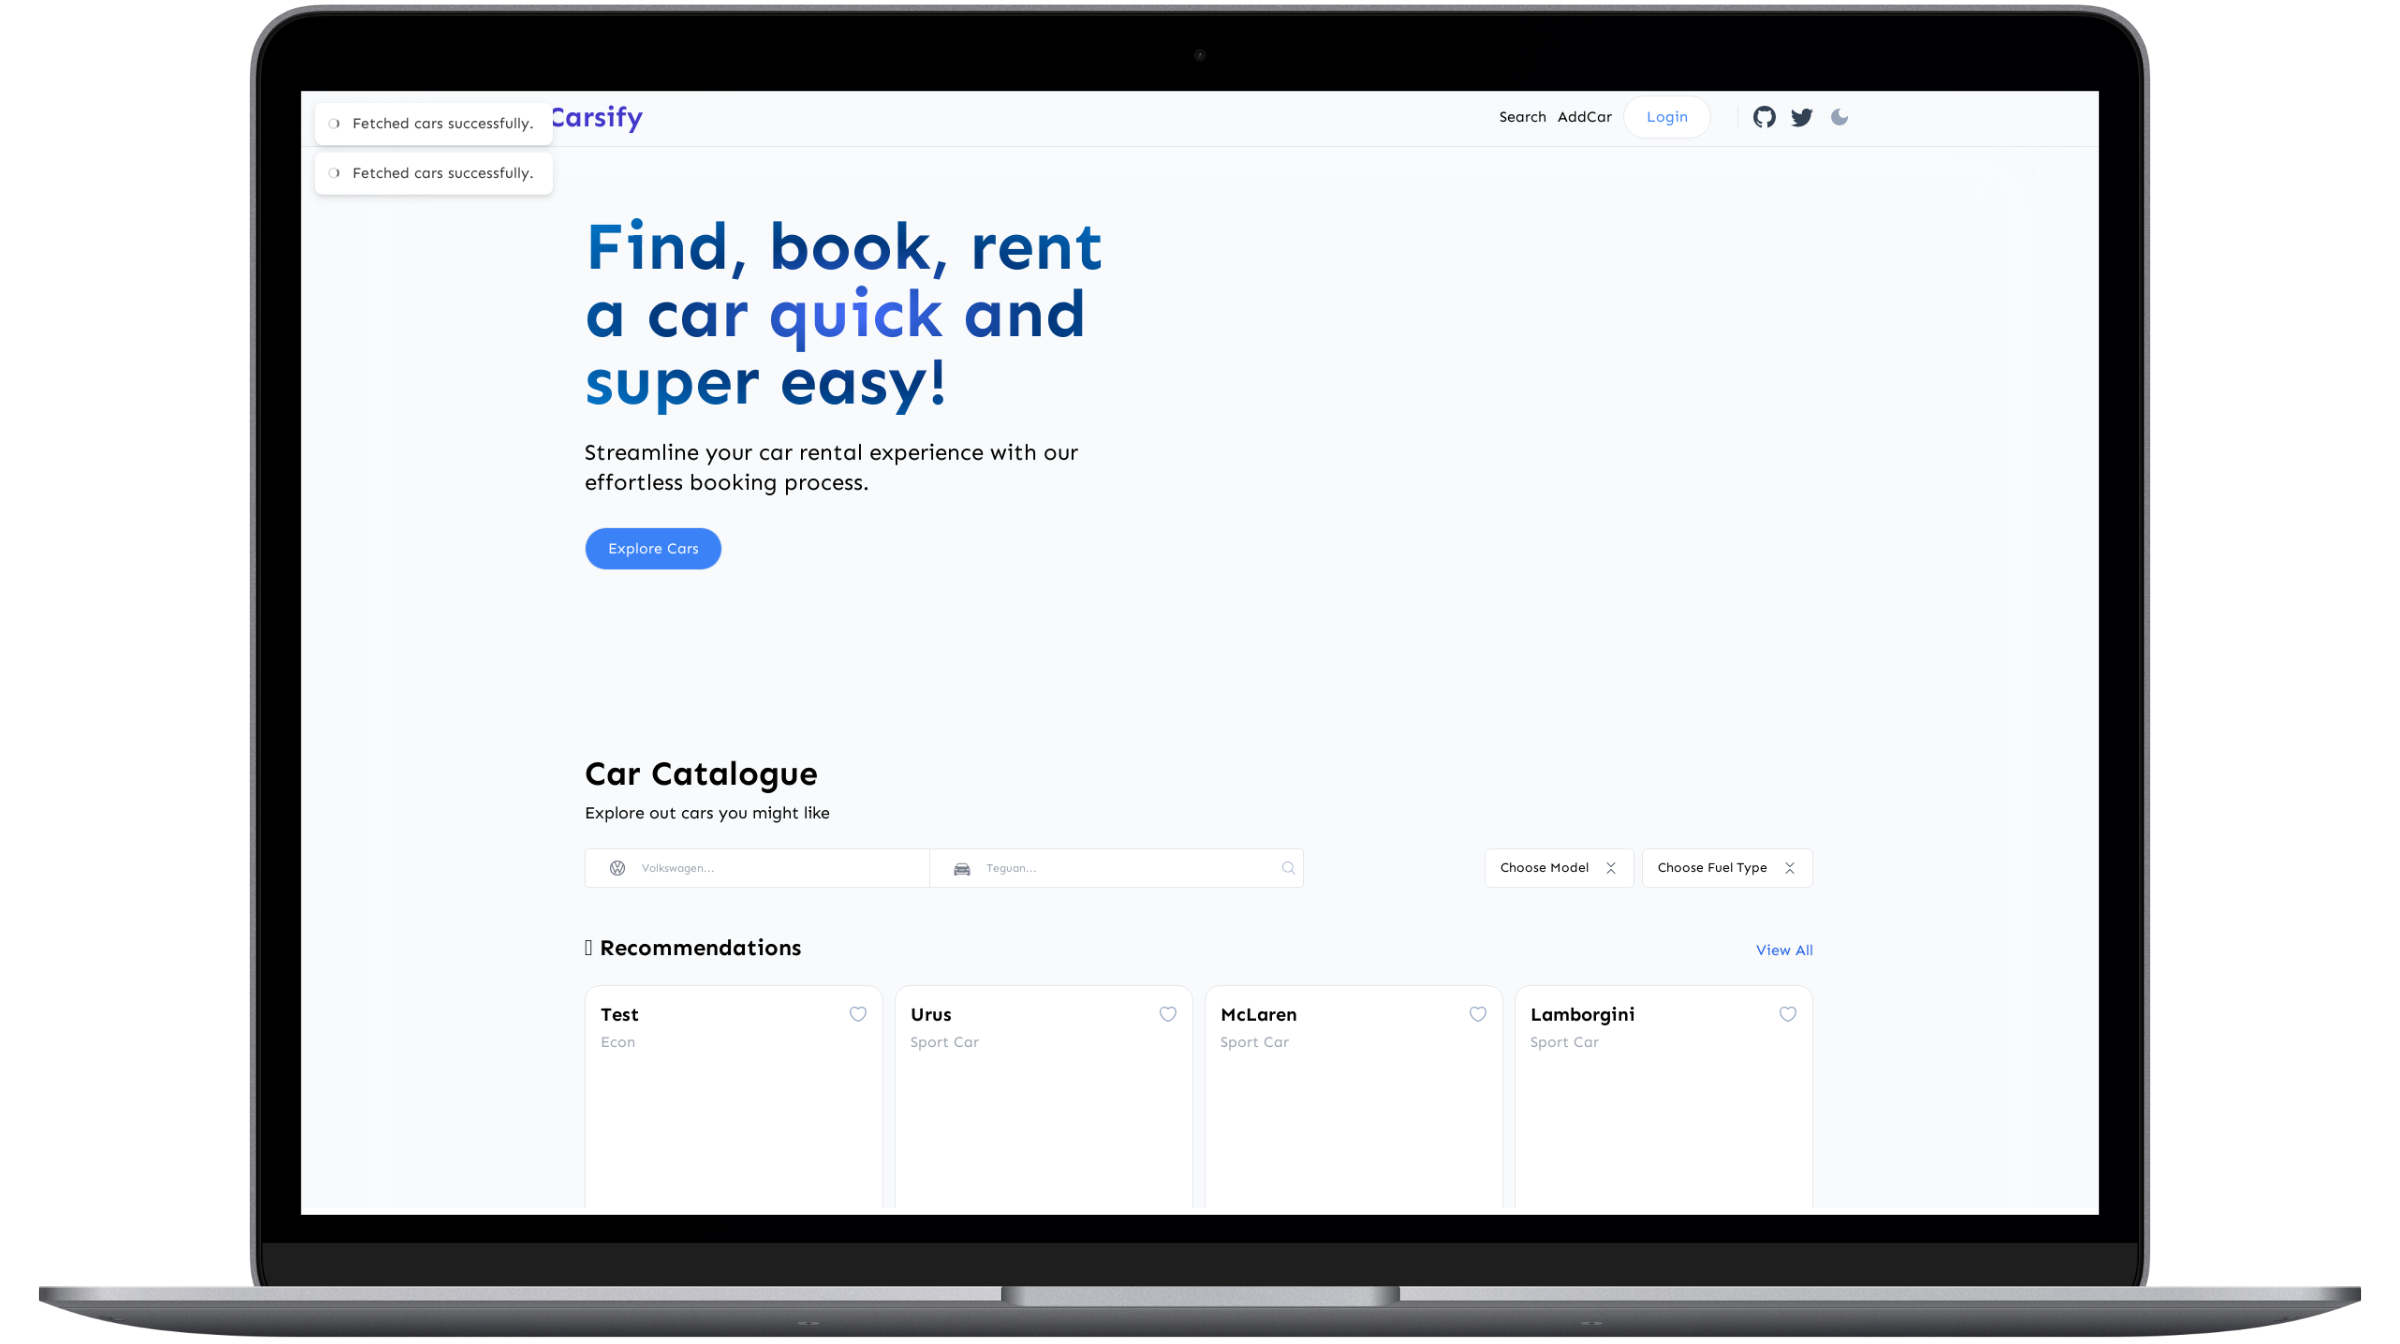 Fetched cars successfully.
Carsify
Search AddCar Login
Fetched cars successfully.
Find, book, rent
a car quick and
super easy!
Streamline your car rental experience with our
effortless booking process.
Explore Cars
Car Catalogue
Explore out cars you might like
Volkswagen... Teguan... Choose Model Choose Fuel Type
Recommendations View All
Test Urus McLaren Lamborgini
Econ Sport Car Sport Car Sport Car